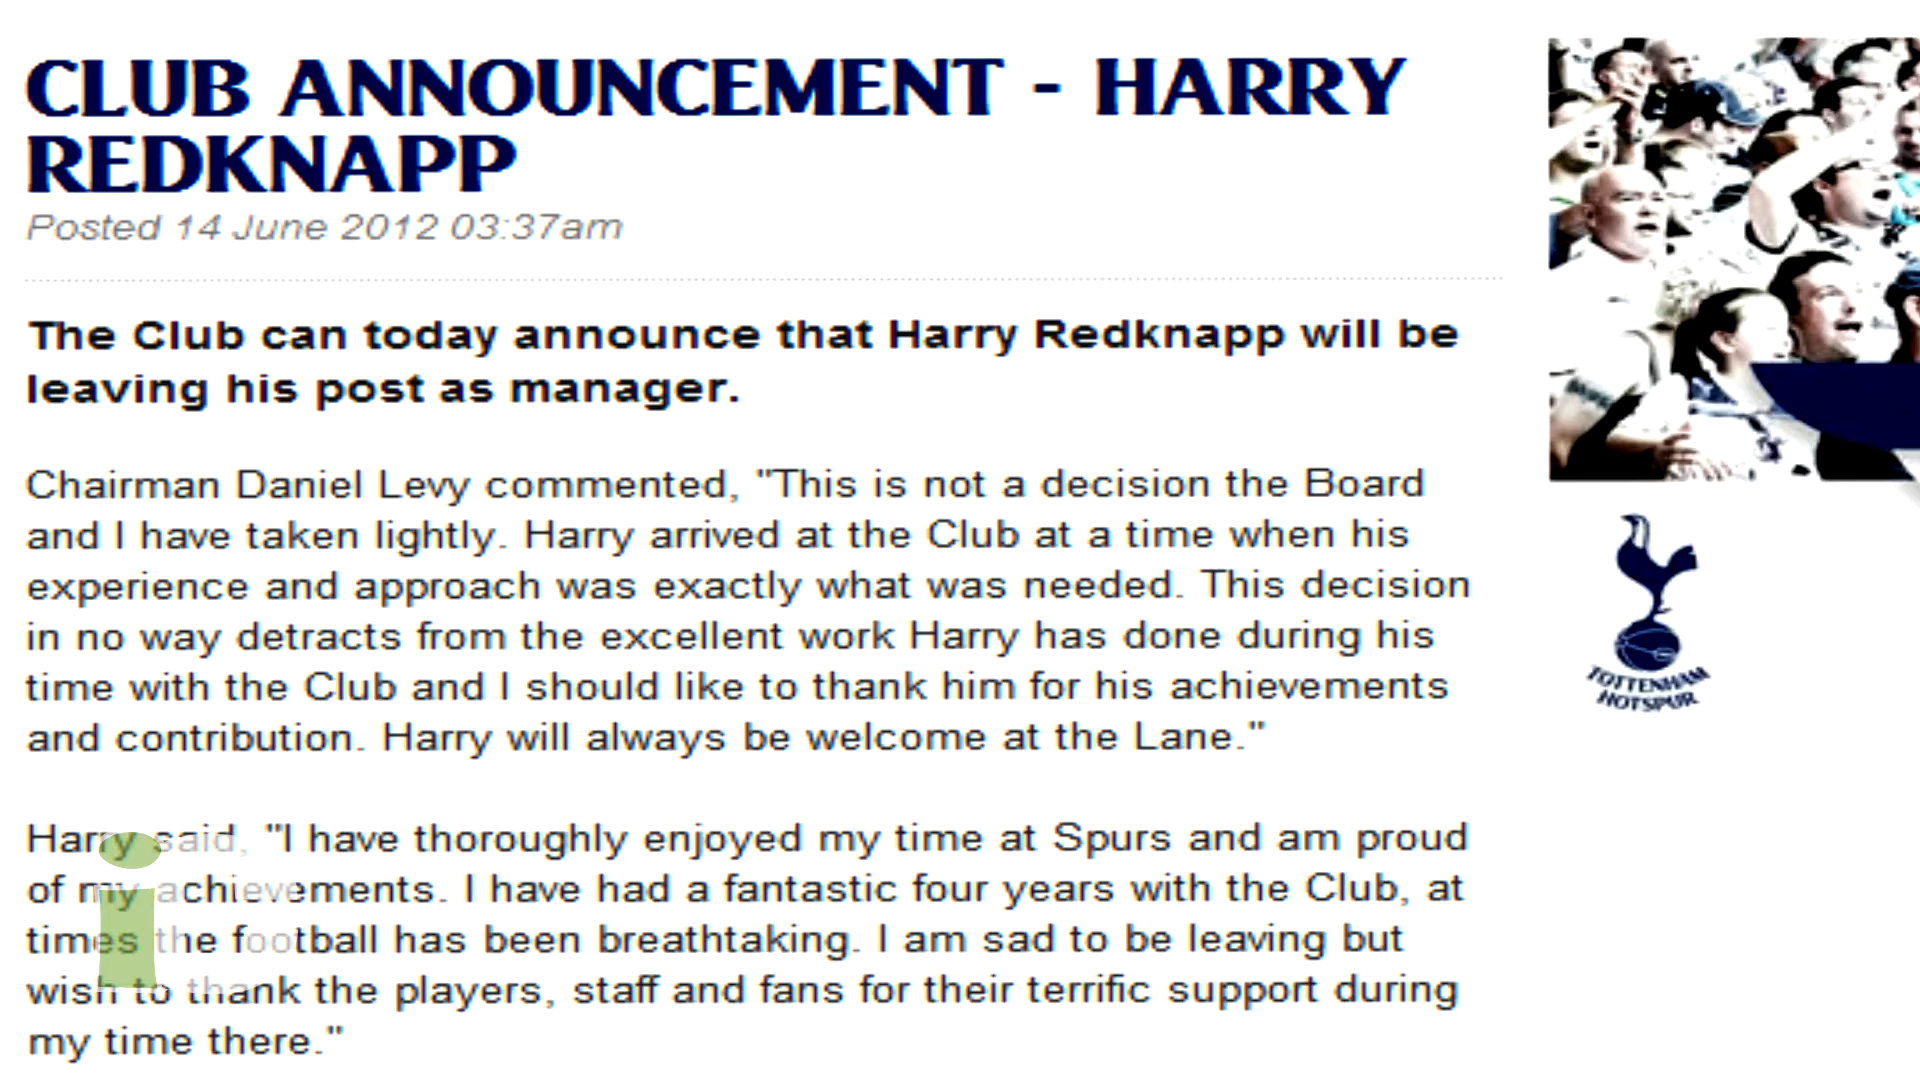 CLUB ANNOUNCEMENT - HARRY
REDKNAPP
Posted 14 June 2012 03:37am
The Club can today announce that Harry Redknapp will be
leaving his post as manager.
Chairman Daniel Levy commented, "This is not a decision the Board
and I have taken lightly. Harry arrived at the Club at a time when his
experience and approach was exactly what was needed. This decision
in no way detracts from the excellent work Harry has done during his
time with the Club and I should like to thank him for his achievements
and contribution. Harry will always be welcome at the Lane."
Harry said, "I have thoroughly enjoyed my time at Spurs and am proud
of my achievements. I have had a fantastic four years with the Club, at
times the football has been breathtaking. I am sad to be leaving but
wish to thank the players, staff and fans for their terrific support during
my time there."
i
TOTTENHAM
HOTSPUR